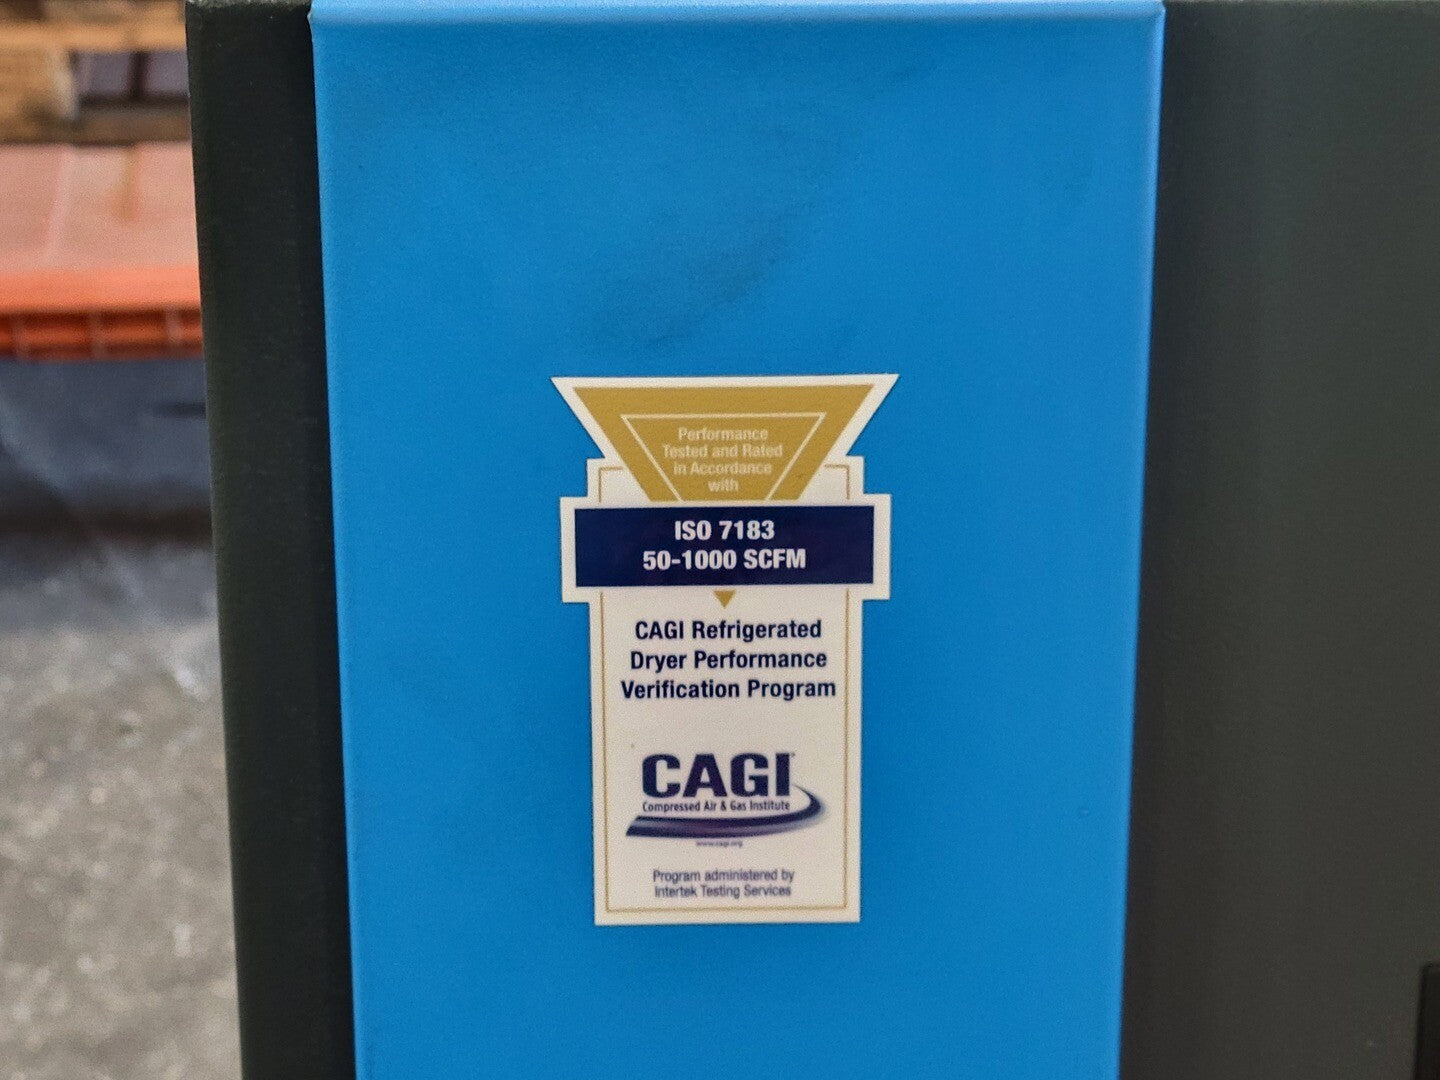 Performance
Tested and Rated
in Accordance
with
ISO 7183
50-1000 SCFM
CAGI Refrigerated
Dryer Performance
Verification Program
CAGI
Compressed Air & Gas Institute
www.cagi.org
Program administered by
Intertek Testing Services